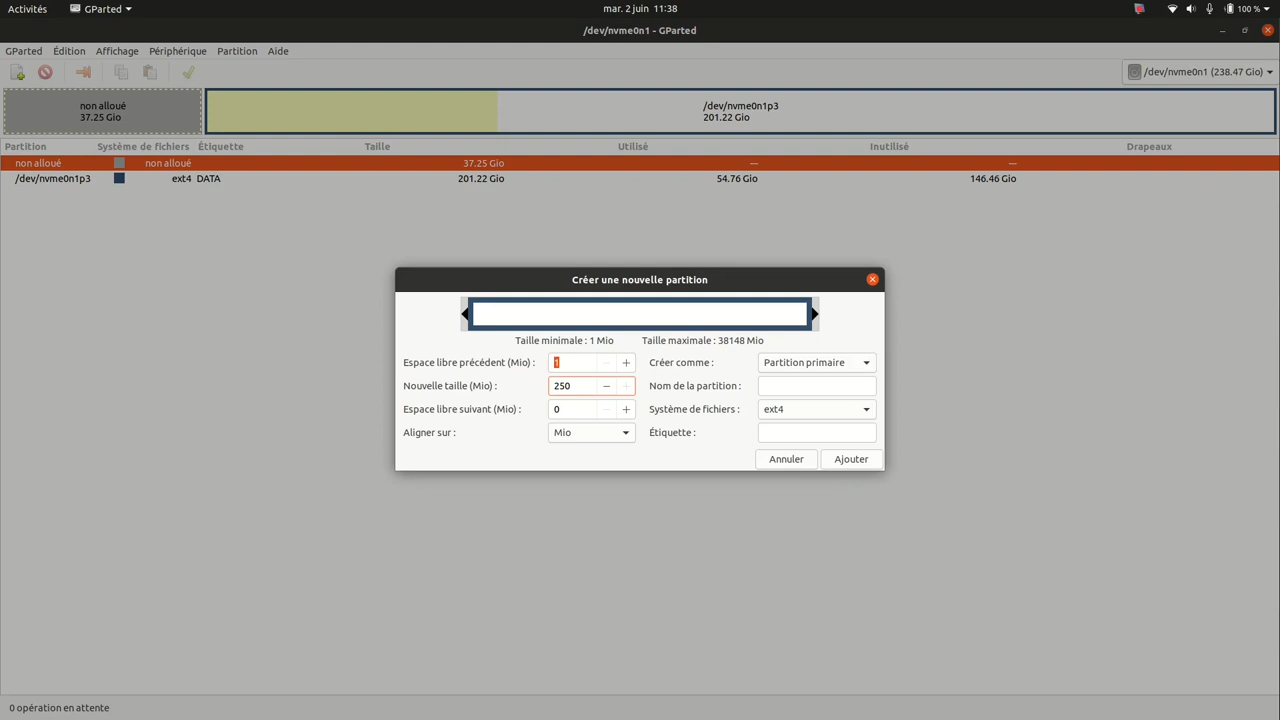 Activités GParted mar. 2 juin 11:38 100 %
/dev/nvme0n1 - GParted
GParted Édition Affichage Périphérique Partition Aide
/dev/nvme0n1 (238.47 Gio)
non alloué
37.25 Gio
/dev/nvme0n1p3
201.22 Gio
Partition Système de fichiers Étiquette Taille Utilisé Inutilisé Drapeaux
non alloué non alloué 37.25 Gio — —
/dev/nvme0n1p3 ext4 DATA 201.22 Gio 54.76 Gio 146.46 Gio
Créer une nouvelle partition
Taille minimale : 1 Mio Taille maximale : 38148 Mio
Espace libre précédent (Mio) : 1 Créer comme : Partition primaire
Nouvelle taille (Mio) : 250 Nom de la partition :
Espace libre suivant (Mio) : 0 Système de fichiers : ext4
Aligner sur : Mio Étiquette :
Annuler Ajouter
0 opération en attente